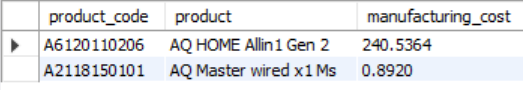 product_code product manufacturing_cost
A6120110206 AQ HOME Allin1 Gen 2 240.5364
A2118150101 AQ Master wired x1 Ms 0.8920